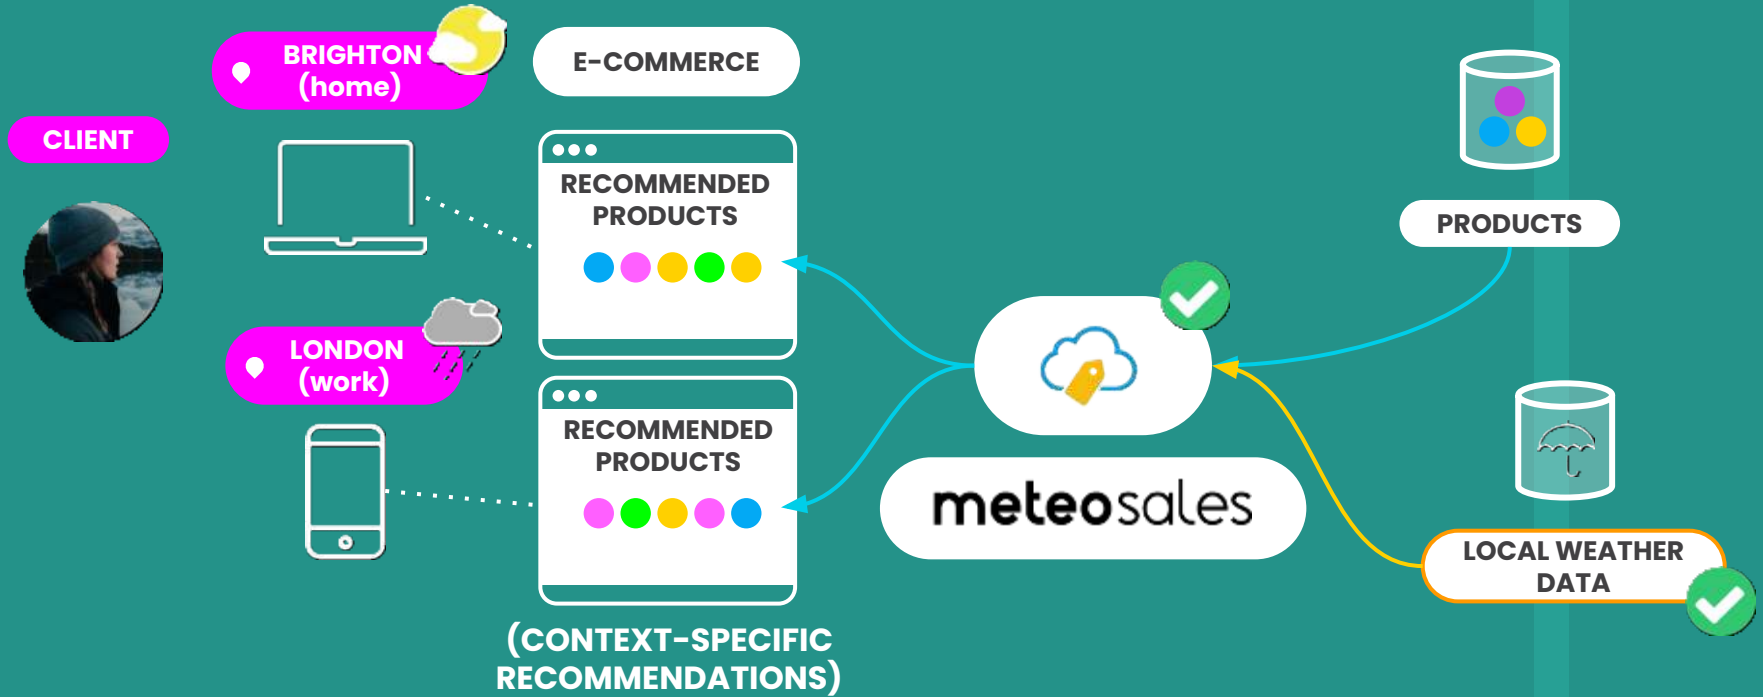 CLIENT
BRIGHTON
(home)
E-COMMERCE
RECOMMENDED
PRODUCTS
LONDON
(work)
RECOMMENDED
PRODUCTS
(CONTEXT-SPECIFIC
RECOMMENDATIONS)
meteosales
PRODUCTS
LOCAL WEATHER
DATA